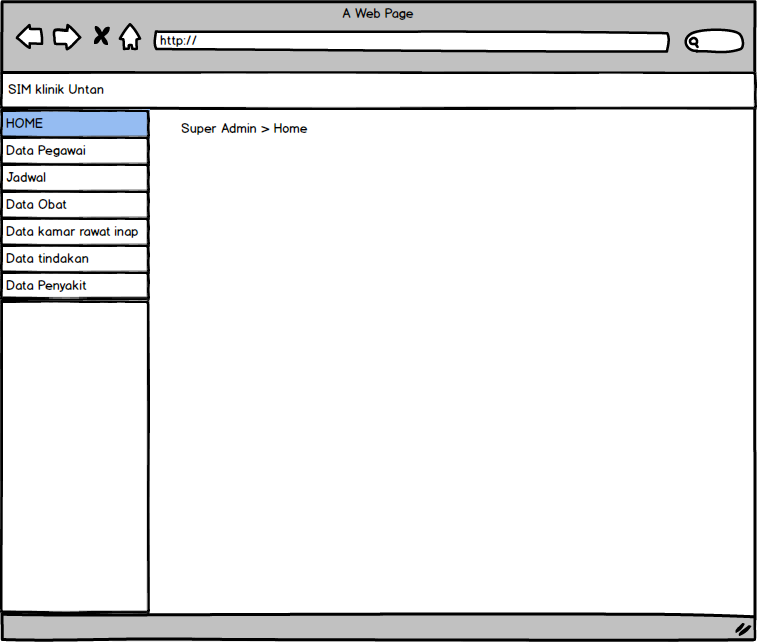 A Web Page
http://
SIM klinik Untan
HOME
Super Admin > Home
Data Pegawai
Jadwal
Data Obat
Data kamar rawat inap
Data tindakan
Data Penyakit